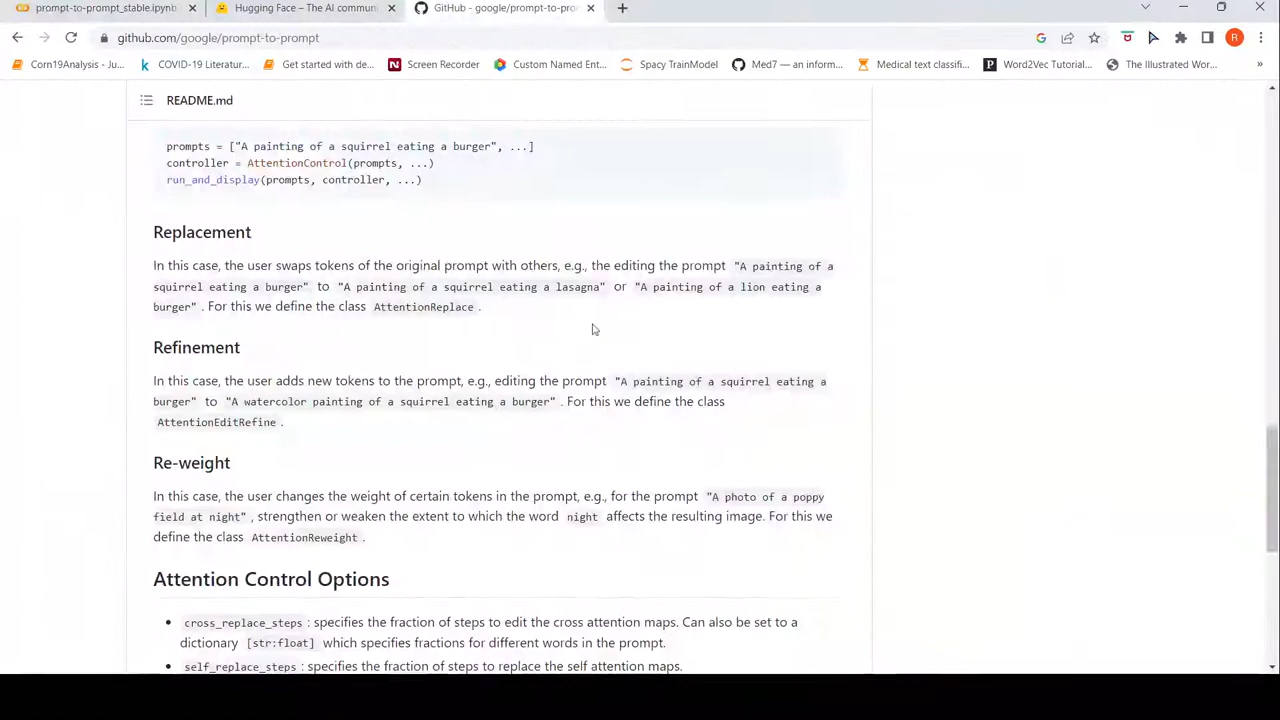 prompt-to-prompt_stable.ipynb
Hugging Face – The AI communi
GitHub - google/prompt-to-pro
github.com/google/prompt-to-prompt
R
Corn19Analysis - Ju...
COVID-19 Literatur...
Get started with de...
Screen Recorder
Custom Named Ent...
Spacy TrainModel
Med7 — an inform...
Medical text classifi...
Word2Vec Tutorial...
The Illustrated Wor...
»
README.md
prompts = ["A painting of a squirrel eating a burger", ...]
controller = AttentionControl(prompts, ...)
run_and_display(prompts, controller, ...)
Replacement
In this case, the user swaps tokens of the original prompt with others, e.g., the editing the prompt "A painting of a
squirrel eating a burger" to "A painting of a squirrel eating a lasagna" or "A painting of a lion eating a
burger" . For this we define the class AttentionReplace .
Refinement
In this case, the user adds new tokens to the prompt, e.g., editing the prompt "A painting of a squirrel eating a
burger" to "A watercolor painting of a squirrel eating a burger" . For this we define the class
AttentionEditRefine .
Re-weight
In this case, the user changes the weight of certain tokens in the prompt, e.g., for the prompt "A photo of a poppy
field at night" , strengthen or weaken the extent to which the word night affects the resulting image. For this we
define the class AttentionReweight .
Attention Control Options
• cross_replace_steps : specifies the fraction of steps to edit the cross attention maps. Can also be set to a
dictionary [str:float] which specifies fractions for different words in the prompt.
• self_replace_steps : specifies the fraction of steps to replace the self attention maps.